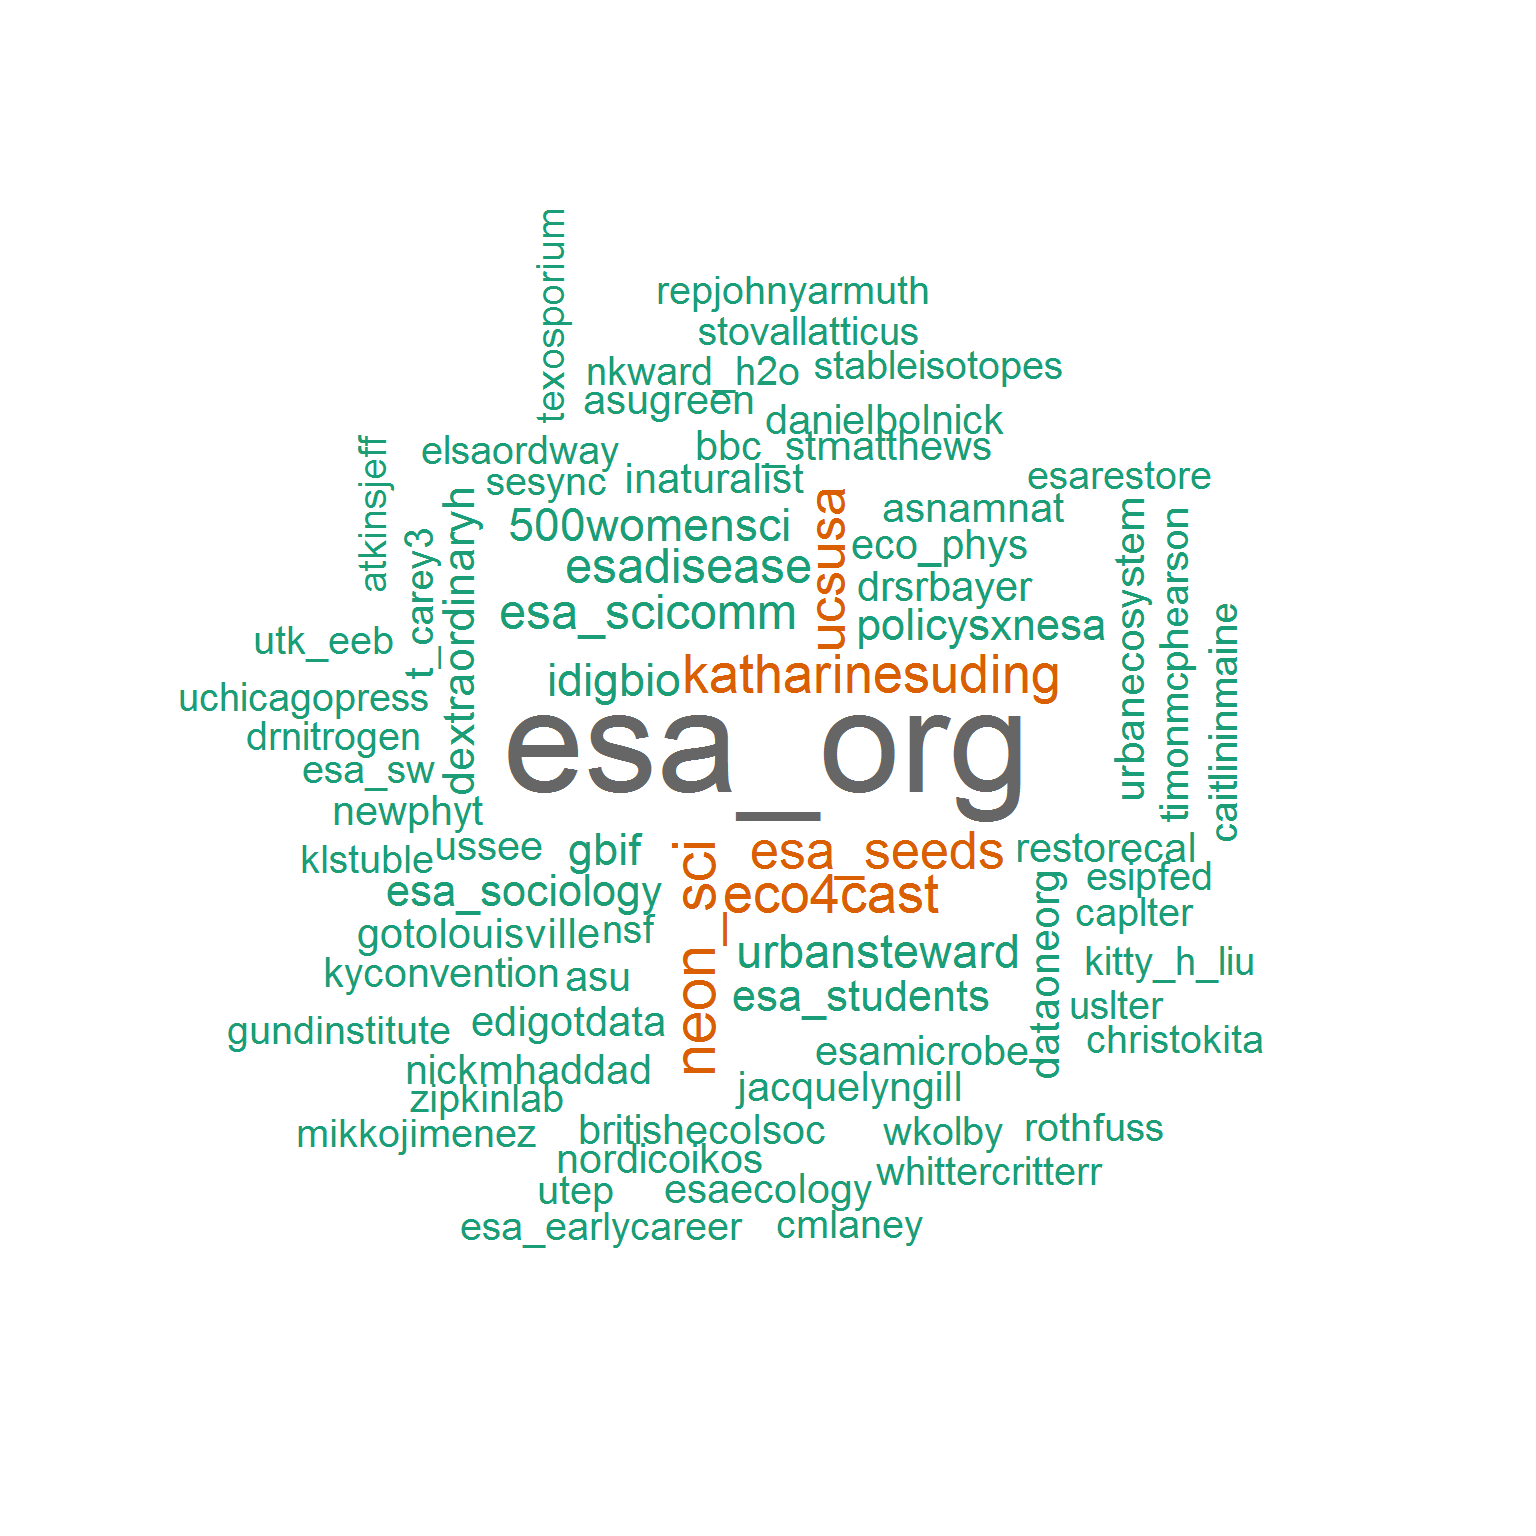 texosporium
repjohnyarmuth
stovallatticus
nkward_h2o
stableisotopes
asugreen
danielbolnick
bbc_stmatthews
elsaordway
sesync
inaturalist
esarestore
atkinsjeff
t_carey3
dextraordinaryh
500womensci
ucsusa
asnamnat
eco_phys
esadisease
drsrbayer
esa_scicomm
policysxnesa
urbanecosystem
timonmcphearson
caitlininmaine
utk_eeb
idigbio
katharinesuding
uchicagopress
drnitrogen
esa_sw
esa_org
newphyt
klstuble
ussee
gbif
neon_sci
esa_seeds
restorecal
esa_sociology
eco4cast
esipfed
dataoneorg
caplter
gotolouisville
nsf
urbansteward
kitty_h_liu
kyconvention
asu
esa_students
uslter
gundinstitute
edigotdata
christokita
esamicrobe
nickmhaddad
jacquelyngill
zipkinlab
mikkojimenez
britishecolsoc
wkolby
rothfuss
nordicoikos
whittercritterr
utep
esaecology
esa_earlycareer
cmlaney